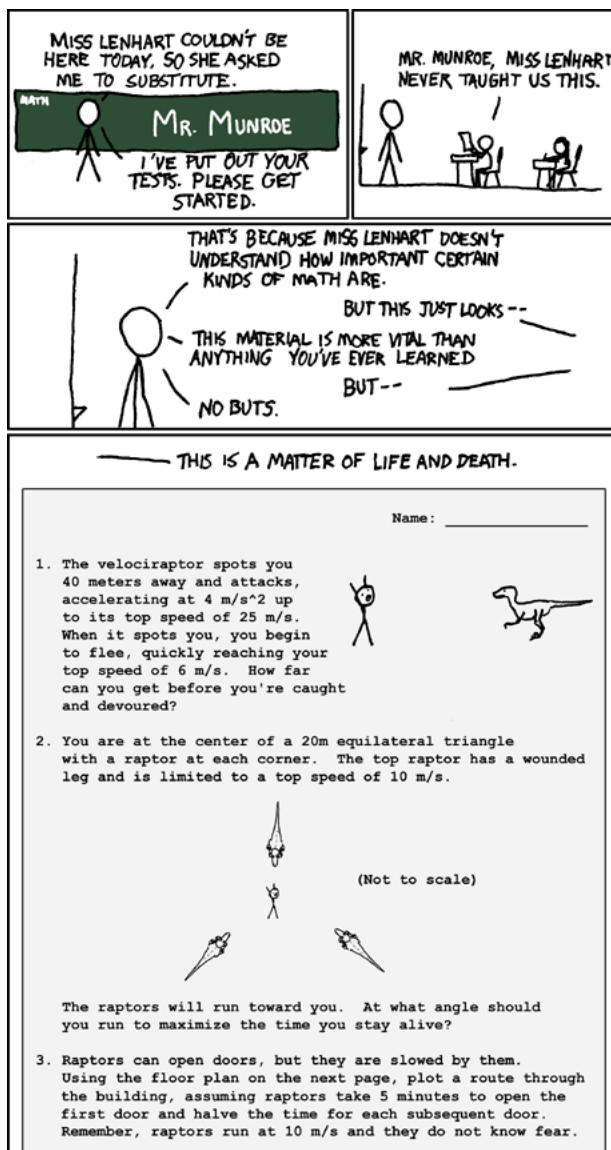 MISS LENHART COULDN'T BE
HERE TODAY, SO SHE ASKED
ME TO SUBSTITUTE.
MATH
MR. MUNROE
I'VE PUT OUT YOUR
TESTS. PLEASE GET
STARTED.
MR. MUNROE, MISS LENHART
NEVER TAUGHT US THIS.
THAT'S BECAUSE MISS LENHART DOESN'T
UNDERSTAND HOW IMPORTANT CERTAIN
KINDS OF MATH ARE.
BUT THIS JUST LOOKS --
THIS MATERIAL IS MORE VITAL THAN
ANYTHING YOU'VE EVER LEARNED
BUT--
NO BUTS.
THIS IS A MATTER OF LIFE AND DEATH.
Name:
1. The velociraptor spots you
40 meters away and attacks,
accelerating at 4 m/s^2 up
to its top speed of 25 m/s.
When it spots you, you begin
to flee, quickly reaching your
top speed of 6 m/s. How far
can you get before you're caught
and devoured?
2. You are at the center of a 20m equilateral triangle
with a raptor at each corner. The top raptor has a wounded
leg and is limited to a top speed of 10 m/s.
(Not to scale)
The raptors will run toward you. At what angle should
you run to maximize the time you stay alive?
3. Raptors can open doors, but they are slowed by them.
Using the floor plan on the next page, plot a route through
the building, assuming raptors take 5 minutes to open the
first door and halve the time for each subsequent door.
Remember, raptors run at 10 m/s and they do not know fear.